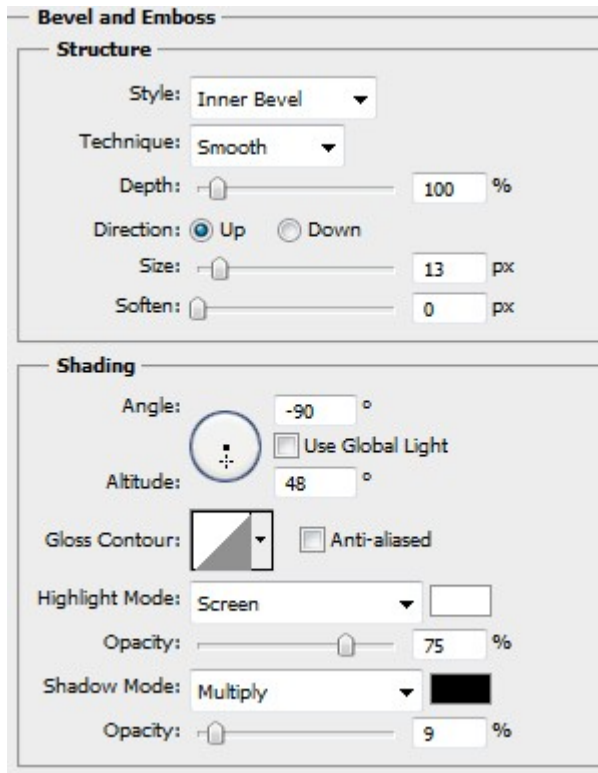 Bevel and Emboss
Structure
Style: Inner Bevel
Technique: Smooth
Depth: 100 %
Direction: Up Down
Size: 13 px
Soften: 0 px
Shading
Angle: -90 °
Use Global Light
Altitude: 48 °
Gloss Contour: Anti-aliased
Highlight Mode: Screen
Opacity: 75 %
Shadow Mode: Multiply
Opacity: 9 %